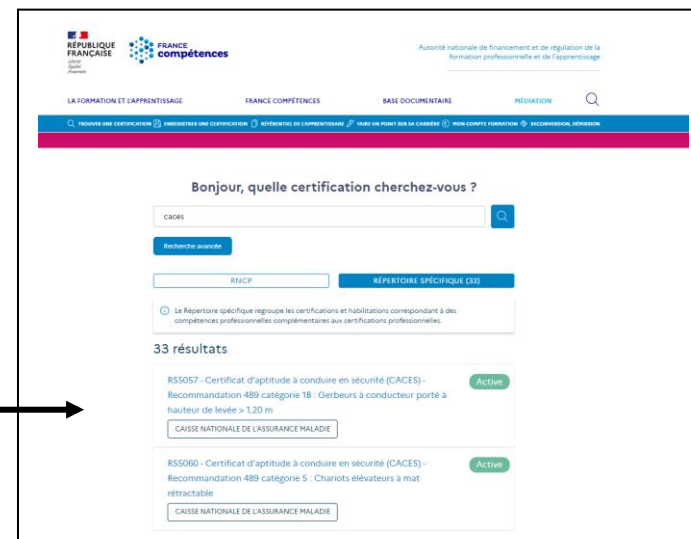 RÉPUBLIQUE
FRANÇAISE
Liberté
Égalité
Fraternité
FRANCE
compétences
Autorité nationale de financement et de régulation de la
formation professionnelle et de l'apprentissage
LA FORMATION ET L'APPRENTISSAGE FRANCE COMPÉTENCES BASE DOCUMENTAIRE MÉDIATION
TROUVER UNE CERTIFICATION ENREGISTRER UNE CERTIFICATION RÉFÉRENTIEL DE L'APPRENTISSAGE FAIRE UN POINT SUR SA CARRIÈRE MON COMPTE FORMATION RECONVERSION, DÉMISSION
Bonjour, quelle certification cherchez-vous ?
caces
Recherche avancée
RNCP RÉPERTOIRE SPÉCIFIQUE (33)
Le Répertoire spécifique regroupe les certifications et habilitations correspondant à des
compétences professionnelles complémentaires aux certifications professionnelles.
33 résultats
RS5057 - Certificat d'aptitude à conduire en sécurité (CACES) - Active
Recommandation 489 catégorie 1B : Gerbeurs à conducteur porté à
hauteur de levée > 1,20 m
CAISSE NATIONALE DE L'ASSURANCE MALADIE
RS5060 - Certificat d'aptitude à conduire en sécurité (CACES) - Active
Recommandation 489 catégorie 5 : Chariots élévateurs à mat
rétractable
CAISSE NATIONALE DE L'ASSURANCE MALADIE